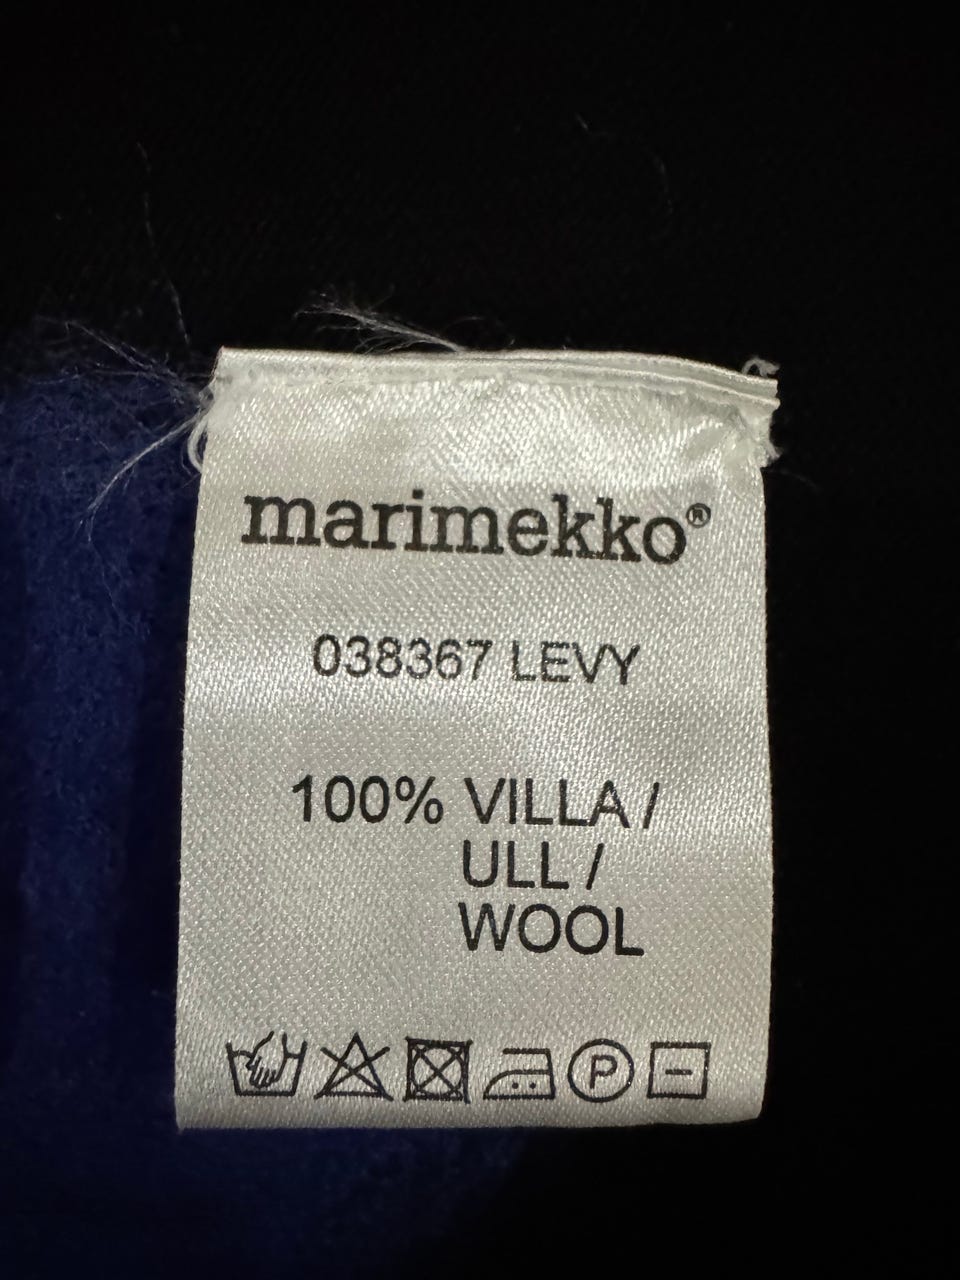 marimekko®
038367 LEVY
100% VILLA /
ULL /
WOOL
P